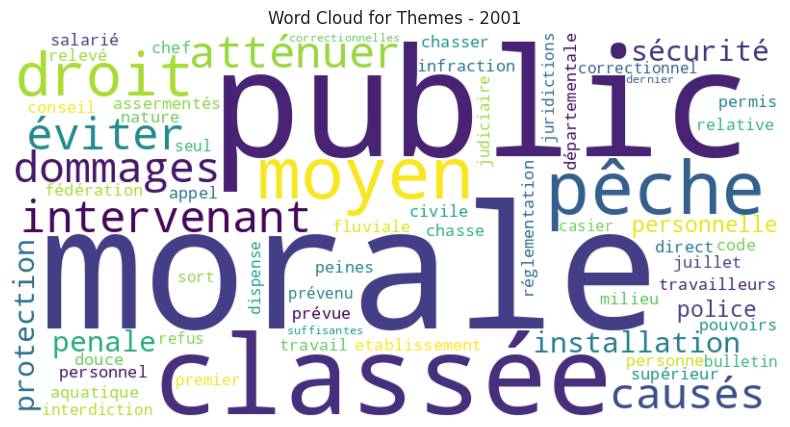 Word Cloud for Themes - 2001
salarié
relevé
chef
atténuer
correctionnelles
chasser
infraction
juridictions
départementale
sécurité
correctionnel
dernier
droit
public
conseil
assermentés
nature
judiciaire
permis
relative
éviter
seul
dommages
moyen
pêche
fédération
appel
intervenant
civile
fluviale
chasse
réglementation
casier
personnelle
morale
direct
code
juillet
protection
sort
dispense
peines
prévenu
prévue
milieu
travailleurs
police
pouvoirs
suffisantes
penale
refus
travail
etablissement
installation
douce
personnel
classée
personnel
bulletin
supérieur
aquatique
premier
interdiction
causés